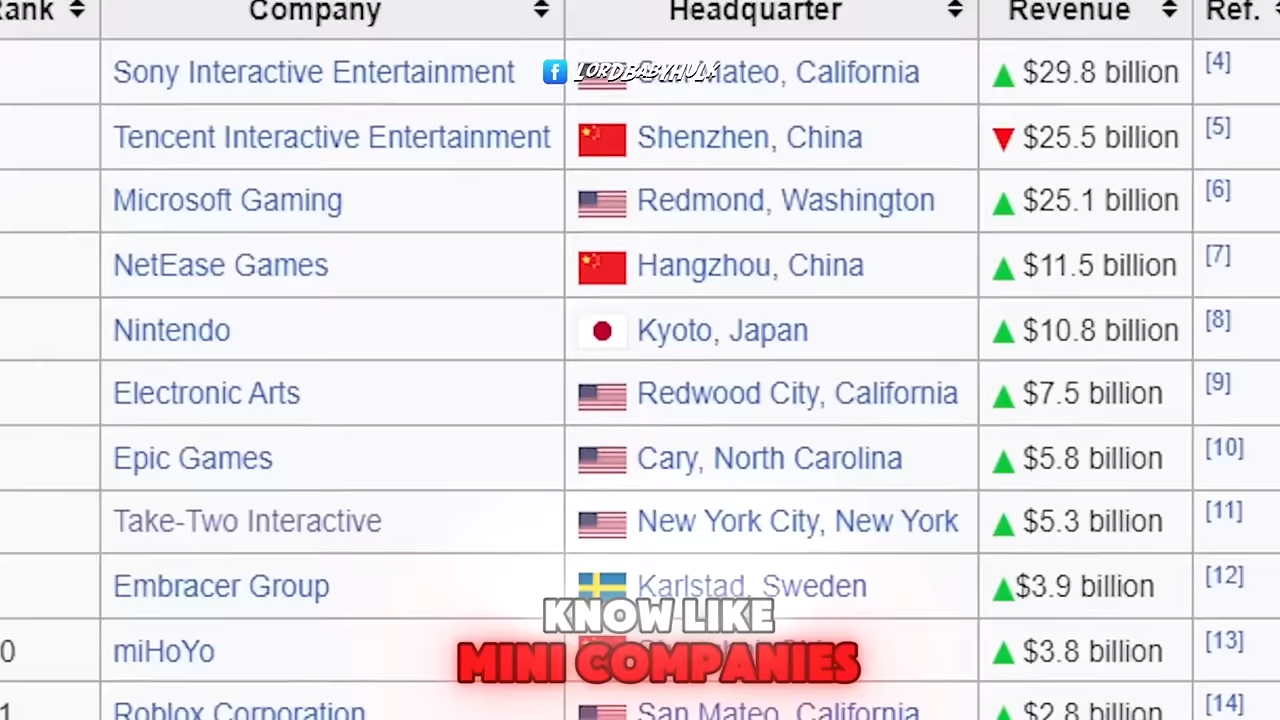 Rank Company Headquarter Revenue Ref.
Sony Interactive Entertainment LORDBABYHULK Mateo, California $29.8 billion [4]
Tencent Interactive Entertainment Shenzhen, China $25.5 billion [5]
Microsoft Gaming Redmond, Washington $25.1 billion [6]
NetEase Games Hangzhou, China $11.5 billion [7]
Nintendo Kyoto, Japan $10.8 billion [8]
Electronic Arts Redwood City, California $7.5 billion [9]
Epic Games Cary, North Carolina $5.8 billion [10]
Take-Two Interactive New York City, New York $5.3 billion [11]
Embracer Group Karlstad, Sweden $3.9 billion [12]
KNOW LIKE
0 miHoYo $3.8 billion [13]
MINI COMPANIES
1 Roblox Corporation San Mateo, California $2.8 billion [14]